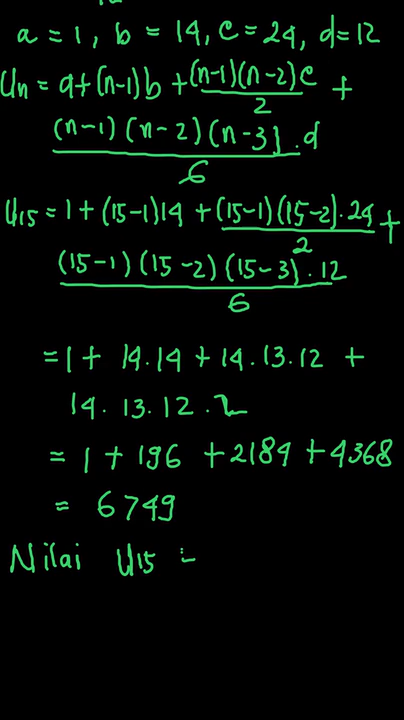 a = 1, b = 14, c = 24, d = 12
Un = a + (n-1)b + (n-1)(n-2)c +
2
(n-1)(n-2)(n-3).d
6
U15 = 1 + (15-1)14 + (15-1)(15-2).24 +
2
(15-1)(15-2)(15-3).12
6
= 1 + 14.14 + 14.13.12 +
14.13.12.2
= 1 + 196 + 2184 + 4368
= 6749
Nilai U15 =